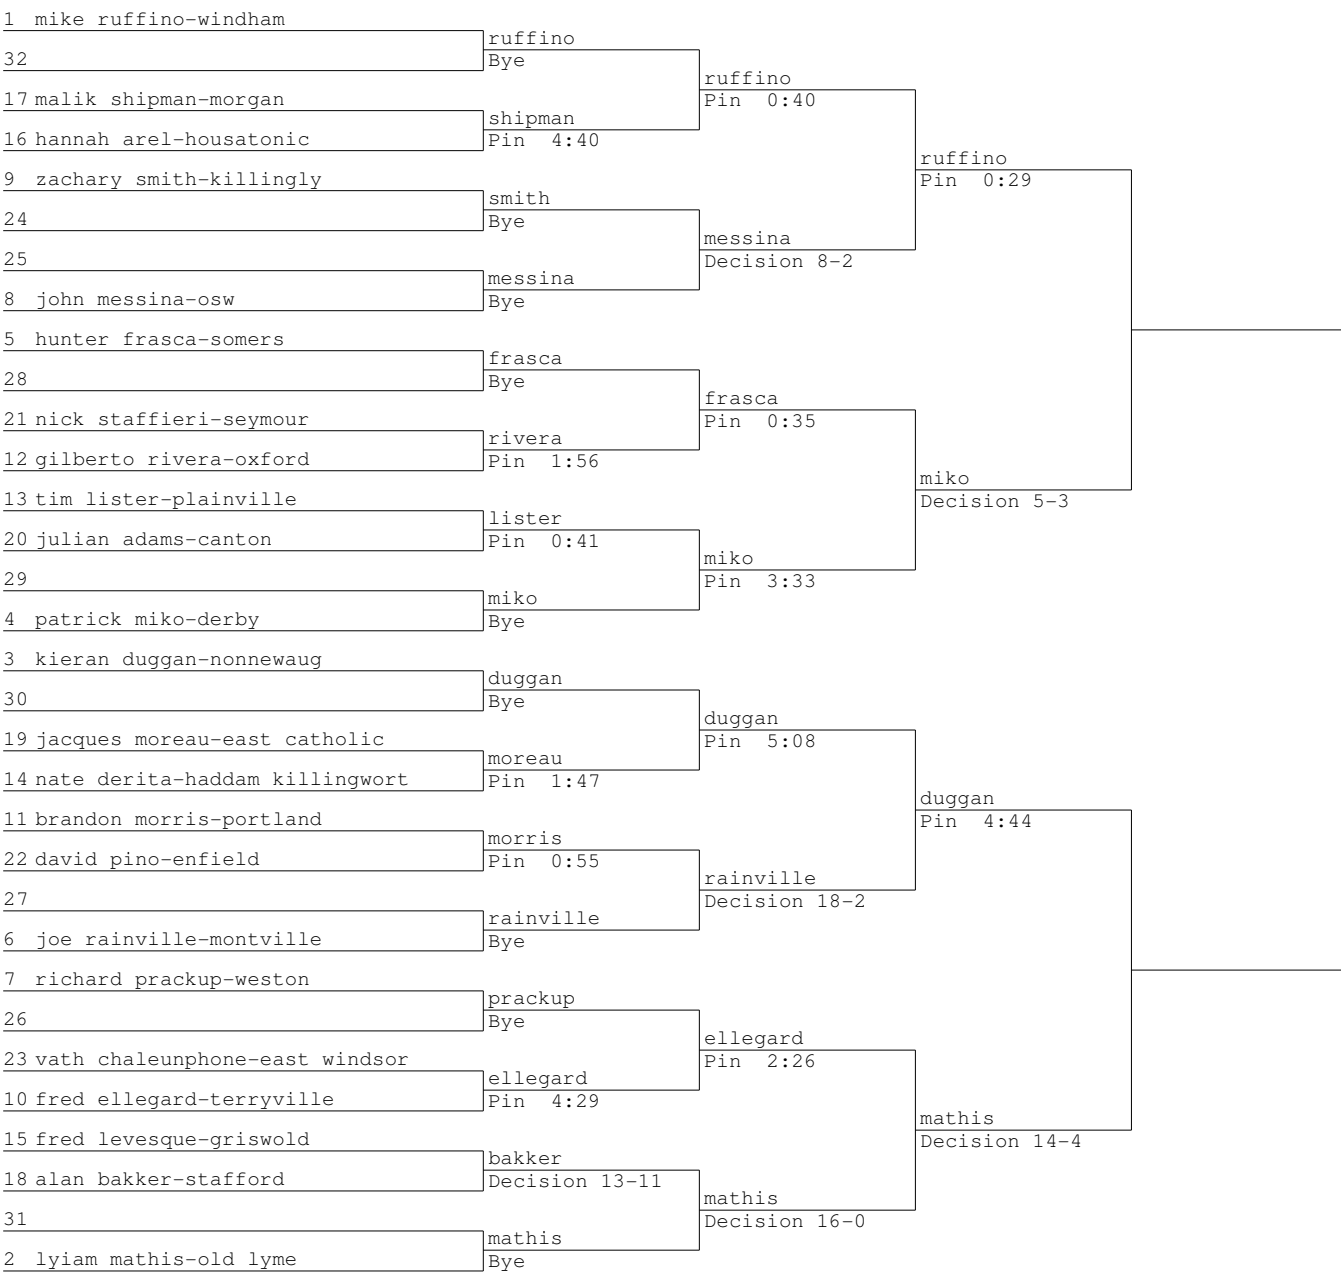 1 mike ruffino-windham
32
17 malik shipman-morgan
16 hannah arel-housatonic
9 zachary smith-killingly
24
25
8 john messina-osw
5 hunter frasca-somers
28
21 nick staffieri-seymour
12 gilberto rivera-oxford
13 tim lister-plainville
20 julian adams-canton
29
4 patrick miko-derby
3 kieran duggan-nonnewaug
30
19 jacques moreau-east catholic
14 nate derita-haddam killingwort
11 brandon morris-portland
22 david pino-enfield
27
6 joe rainville-montville
7 richard prackup-weston
26
23 vath chaleunphone-east windsor
10 fred ellegard-terryville
15 fred levesque-griswold
18 alan bakker-stafford
31
2 lyiam mathis-old lyme
ruffino
Bye
shipman
Pin 4:40
smith
Bye
messina
Bye
frasca
Bye
rivera
Pin 1:56
lister
Pin 0:41
miko
Bye
duggan
Bye
moreau
Pin 1:47
morris
Pin 0:55
rainville
Bye
prackup
Bye
ellegard
Pin 4:29
bakker
Decision 13-11
mathis
Bye
ruffino
Pin 0:40
messina
Decision 8-2
frasca
Pin 0:35
miko
Pin 3:33
duggan
Pin 5:08
rainville
Decision 18-2
ellegard
Pin 2:26
mathis
Decision 16-0
ruffino
Pin 0:29
miko
Decision 5-3
duggan
Pin 4:44
mathis
Decision 14-4